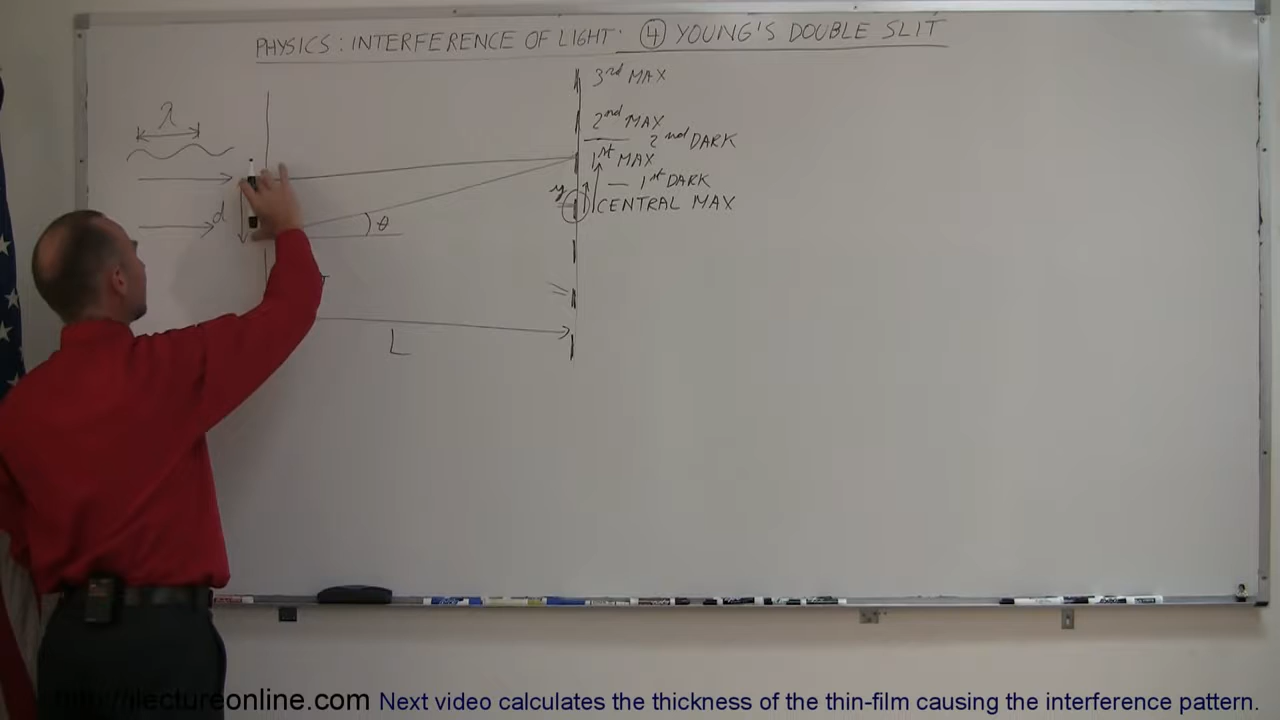 PHYSICS: INTERFERENCE OF LIGHT: ④ YOUNG'S DOUBLE SLIT
3rd MAX
λ
2nd MAX
2nd DARK
1st MAX
1st DARK
y
CENTRAL MAX
d
θ
L
http://ilectureonline.com Next video calculates the thickness of the thin-film causing the interference pattern.